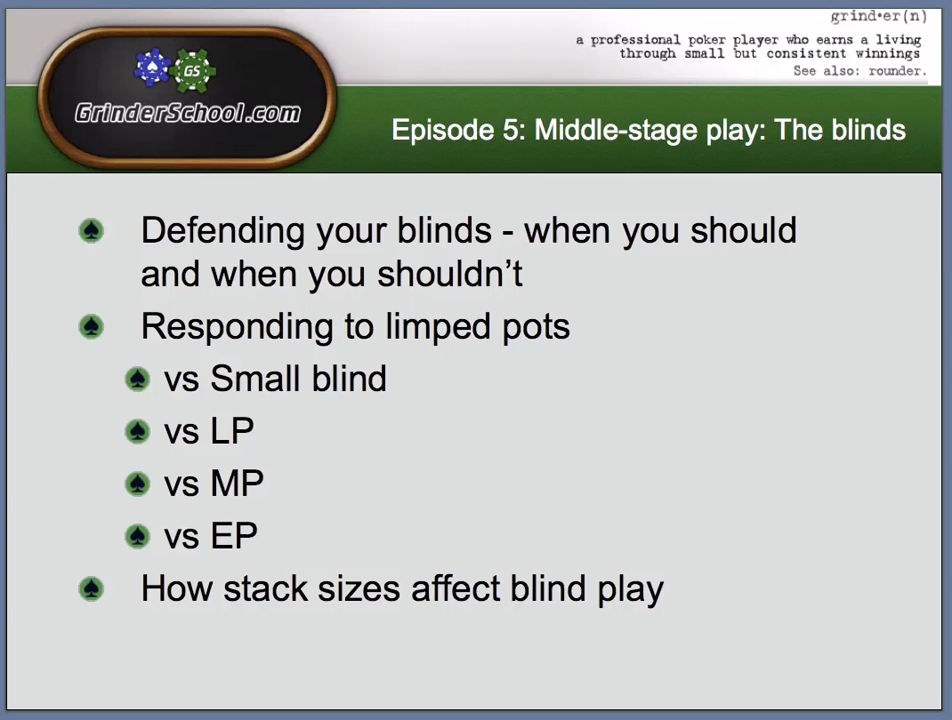 grind•er(n)
a professional poker player who earns a living
through small but consistent winnings
See also: rounder.
GS
GrinderSchool.com
Episode 5: Middle-stage play: The blinds
Defending your blinds - when you should
and when you shouldn’t
Responding to limped pots
vs Small blind
vs LP
vs MP
vs EP
How stack sizes affect blind play